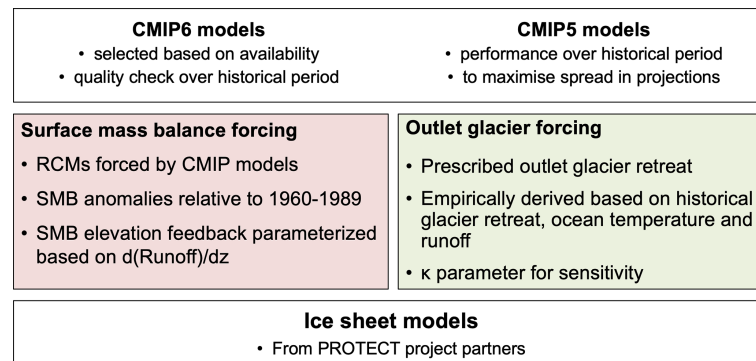 CMIP6 models
• selected based on availability
• quality check over historical period
CMIP5 models
• performance over historical period
• to maximise spread in projections
Surface mass balance forcing
• RCMs forced by CMIP models
• SMB anomalies relative to 1960-1989
• SMB elevation feedback parameterized
based on d(Runoff)/dz
Outlet glacier forcing
• Prescribed outlet glacier retreat
• Empirically derived based on historical
glacier retreat, ocean temperature and
runoff
• κ parameter for sensitivity
Ice sheet models
• From PROTECT project partners